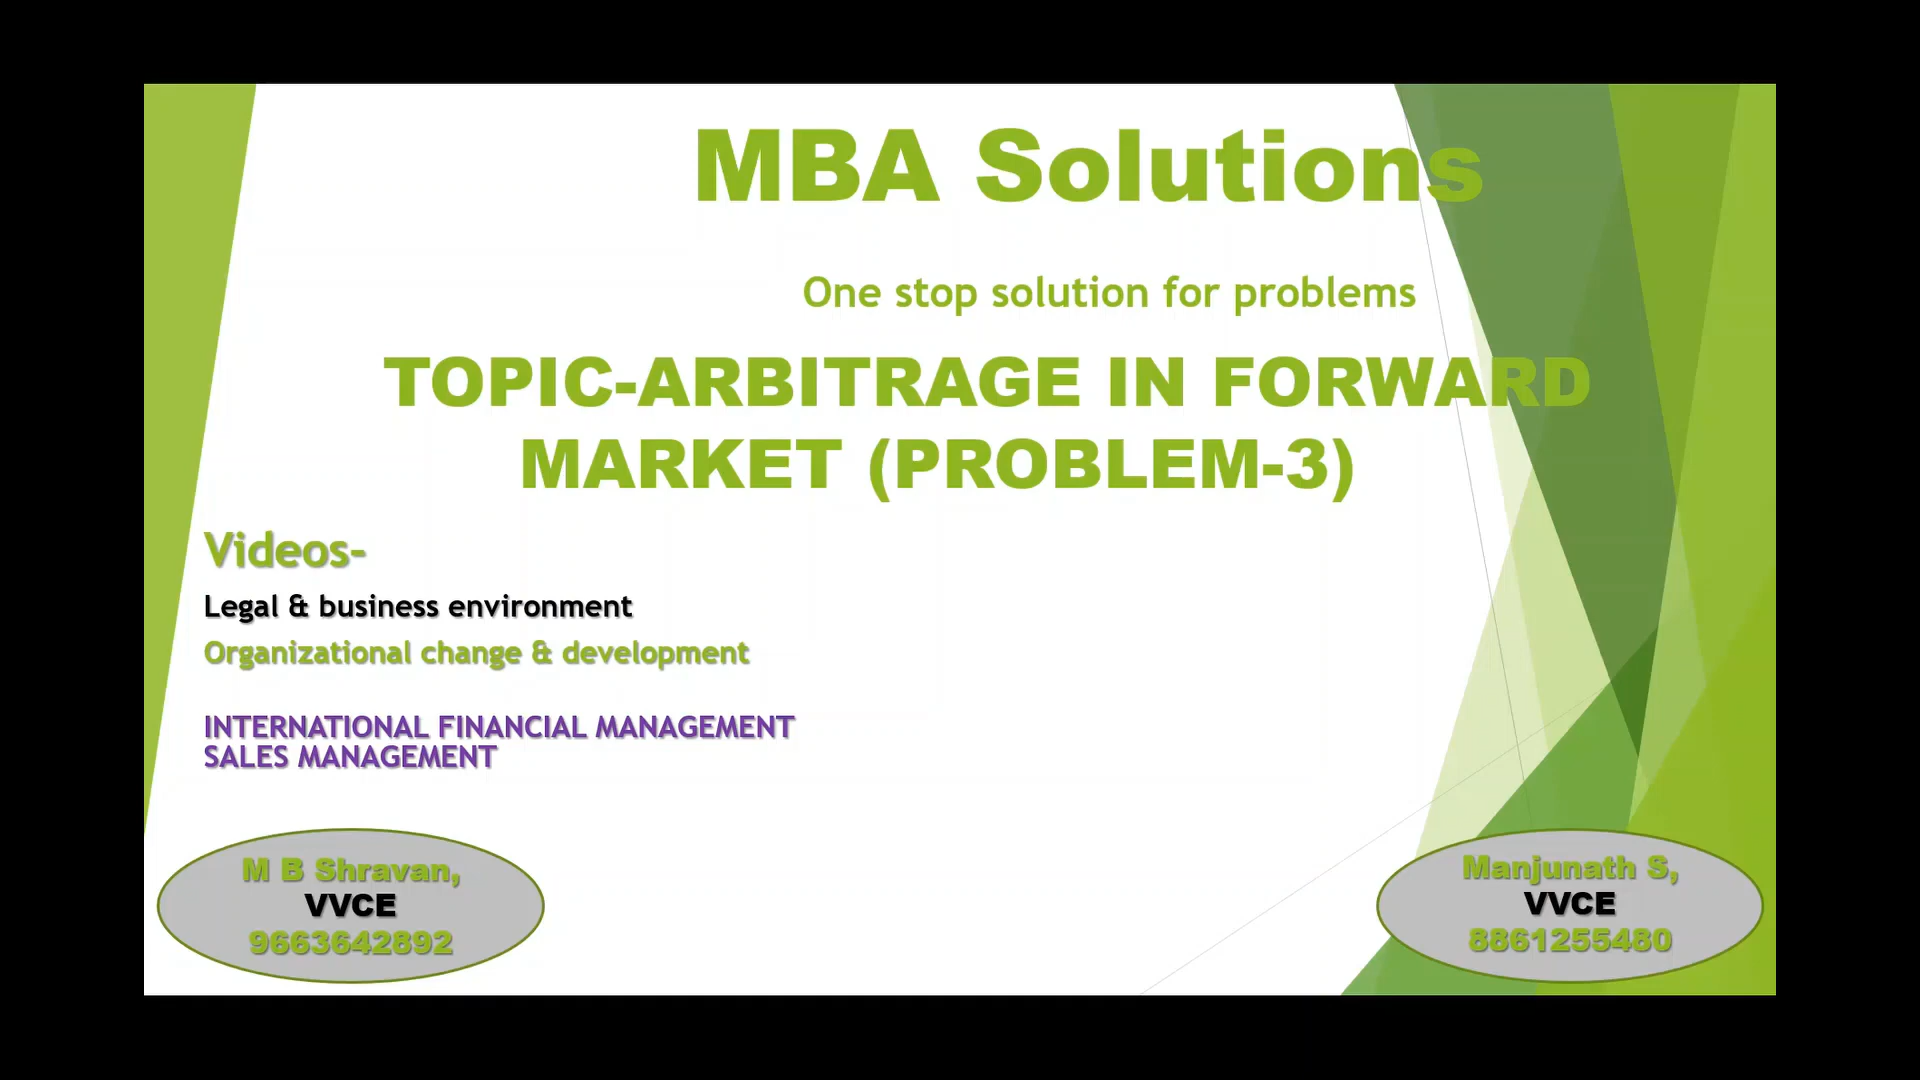 MBA Solutions
One stop solution for problems
TOPIC-ARBITRAGE IN FORWARD
MARKET (PROBLEM-3)
Videos-
Legal & business environment
Organizational change & development
INTERNATIONAL FINANCIAL MANAGEMENT
SALES MANAGEMENT
M B Shravan,
VVCE
9663642892
Manjunath S,
VVCE
8861255480